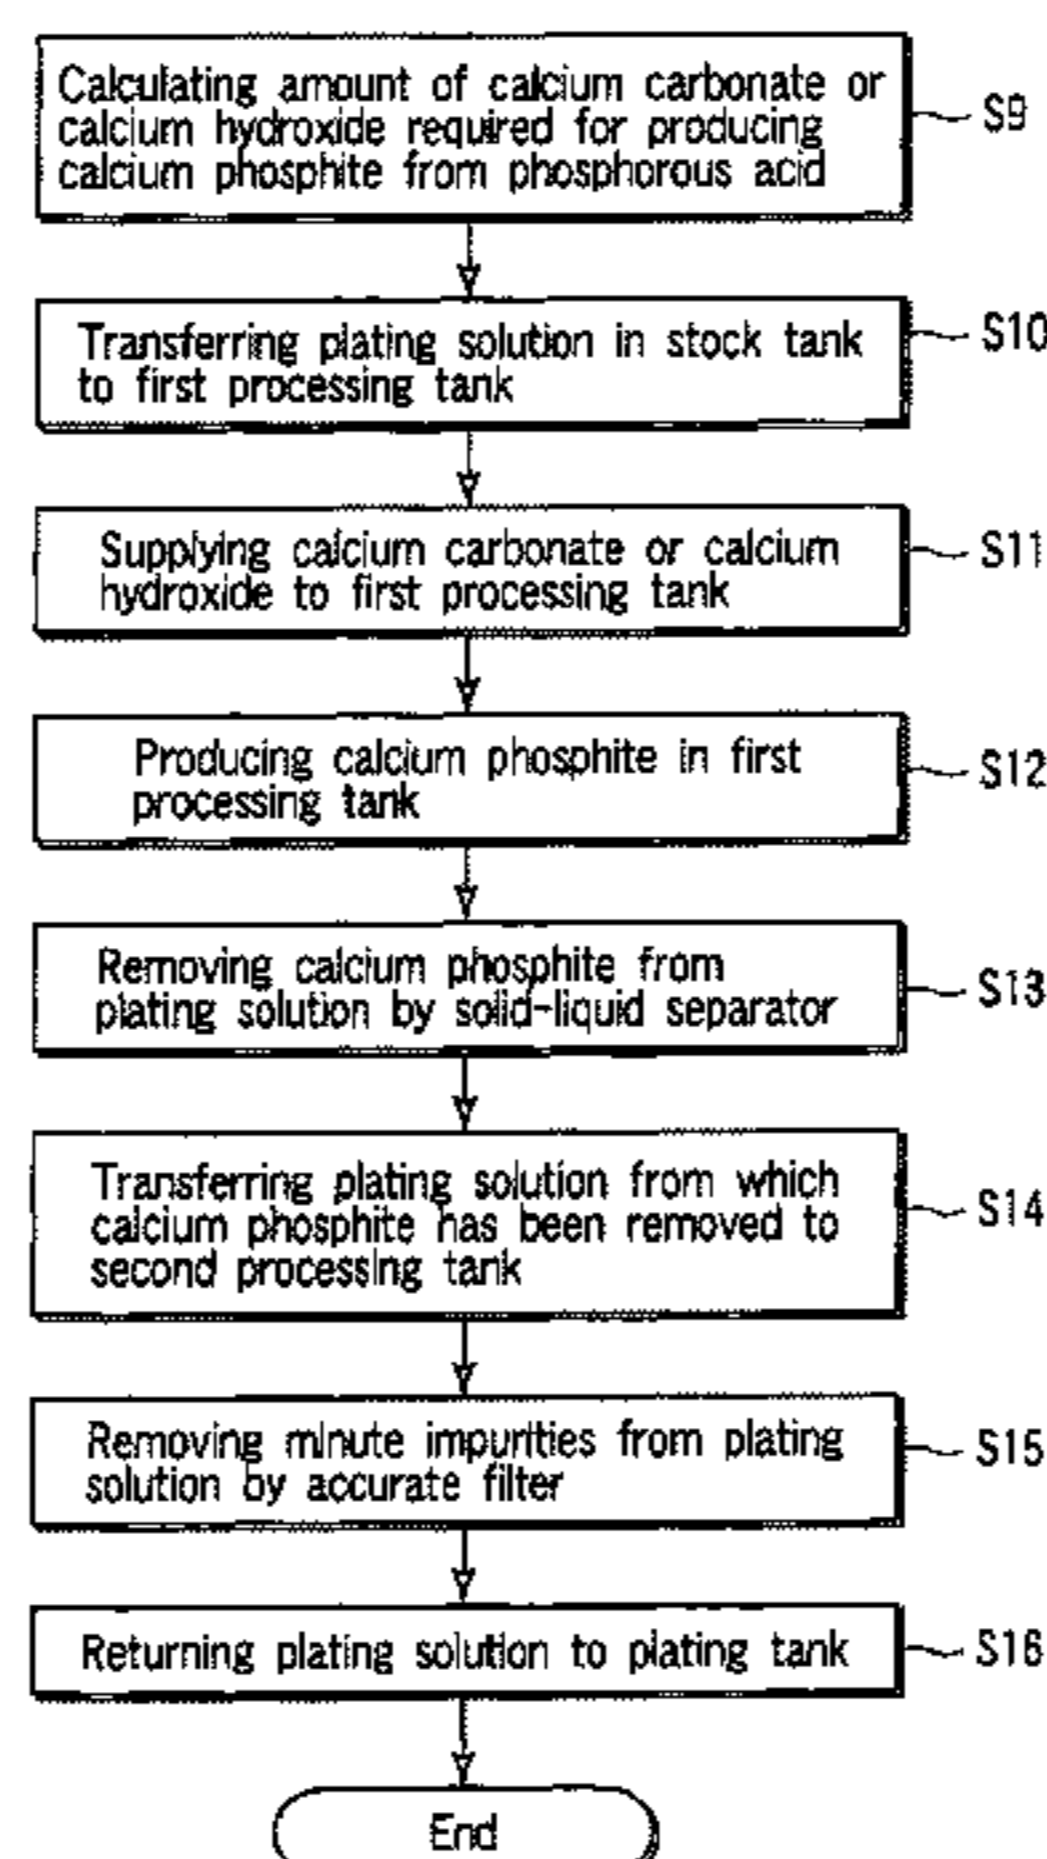 Calculating amount of calcium carbonate or
calcium hydroxide required for producing
calcium phosphite from phosphorous acid
S9
Transferring plating solution in stock tank
to first processing tank
S10
Supplying calcium carbonate or calcium
hydroxide to first processing tank
S11
Producing calcium phosphite in first
processing tank
S12
Removing calcium phosphite from
plating solution by solid-liquid separator
S13
Transferring plating solution from which
calcium phosphite has been removed to
second processing tank
S14
Removing minute impurities from plating
solution by accurate filter
S15
Returning plating solution to plating tank
S16
End